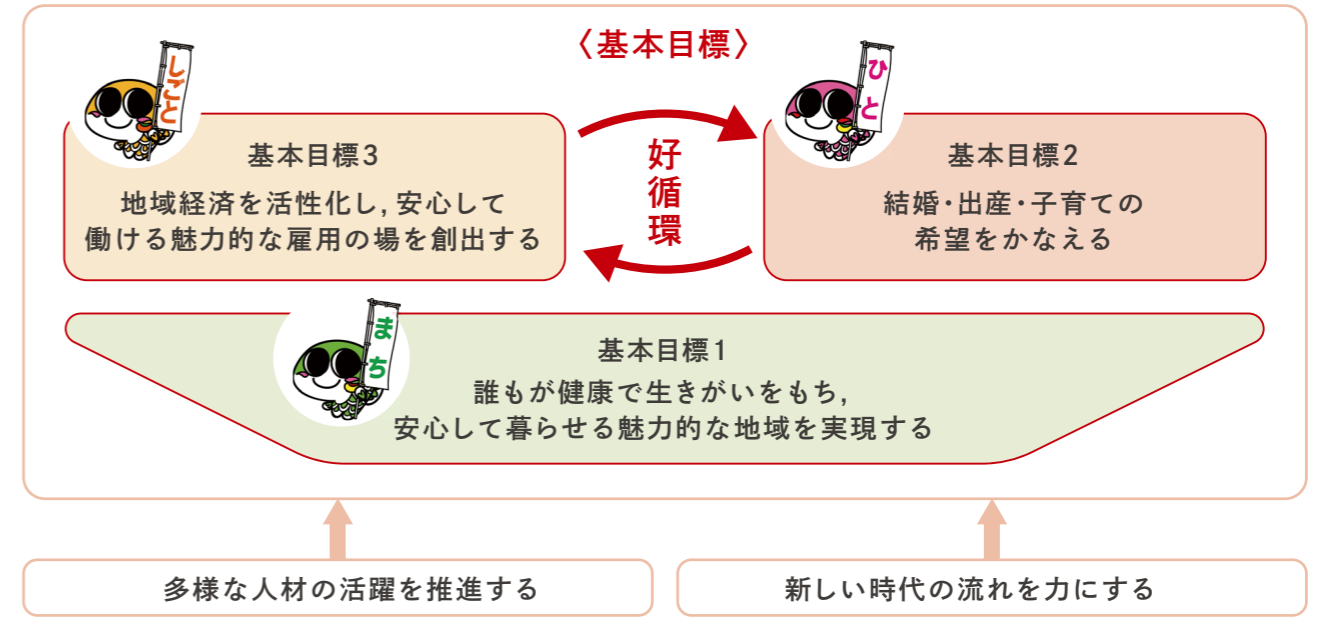 〈基本目標〉
しごと
基本目標3
地域経済を活性化し,安心して
働ける魅力的な雇用の場を創出する
好循環
ひと
基本目標2
結婚・出産・子育ての
希望をかなえる
まち
基本目標1
誰もが健康で生きがいをもち,
安心して暮らせる魅力的な地域を実現する
多様な人材の活躍を推進する
新しい時代の流れを力にする